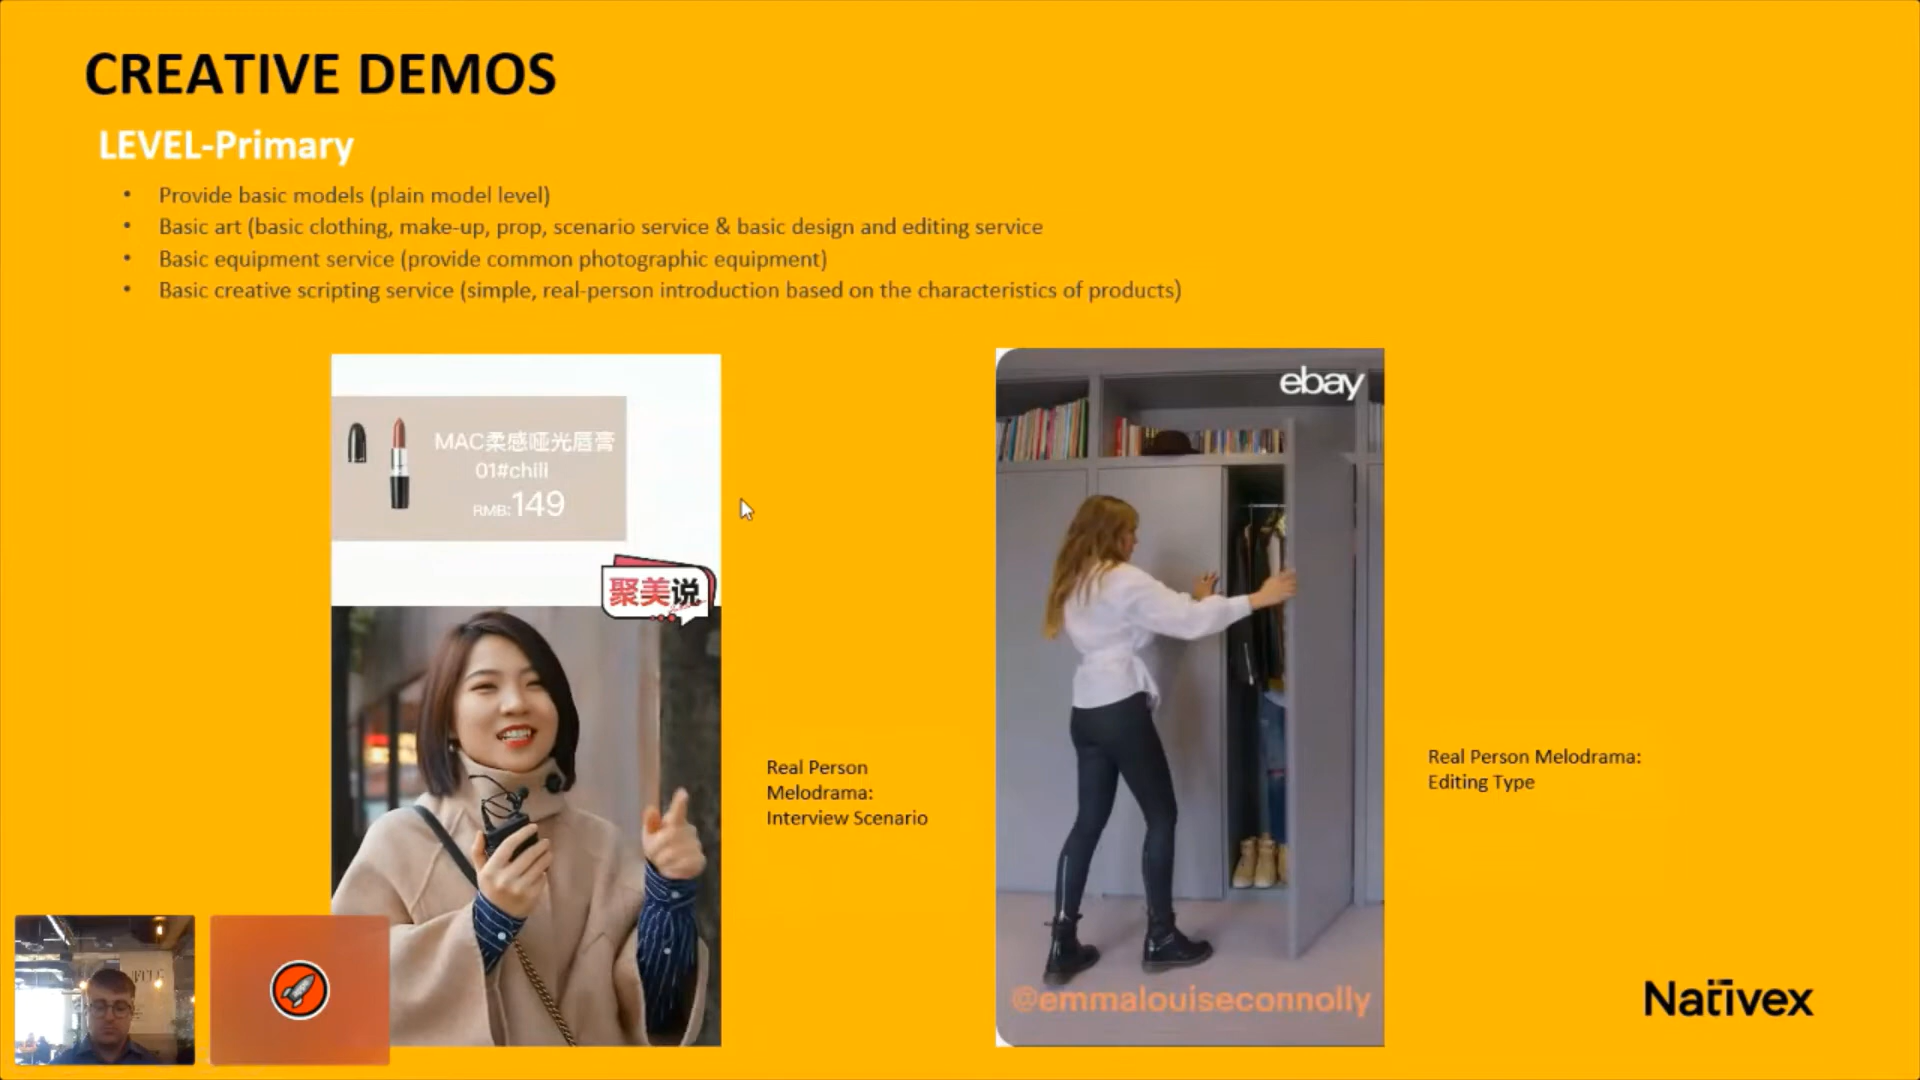 CREATIVE DEMOS
LEVEL-Primary
• Provide basic models (plain model level)
• Basic art (basic clothing, make-up, prop, scenario service & basic design and editing service
• Basic equipment service (provide common photographic equipment)
• Basic creative scripting service (simple, real-person introduction based on the characteristics of products)
MAC柔感哑光唇膏
01#chili
RMB:149
聚美说
Real Person
Melodrama:
Interview Scenario
ebay
@emmalouiseconnolly
Real Person Melodrama:
Editing Type
Nativex